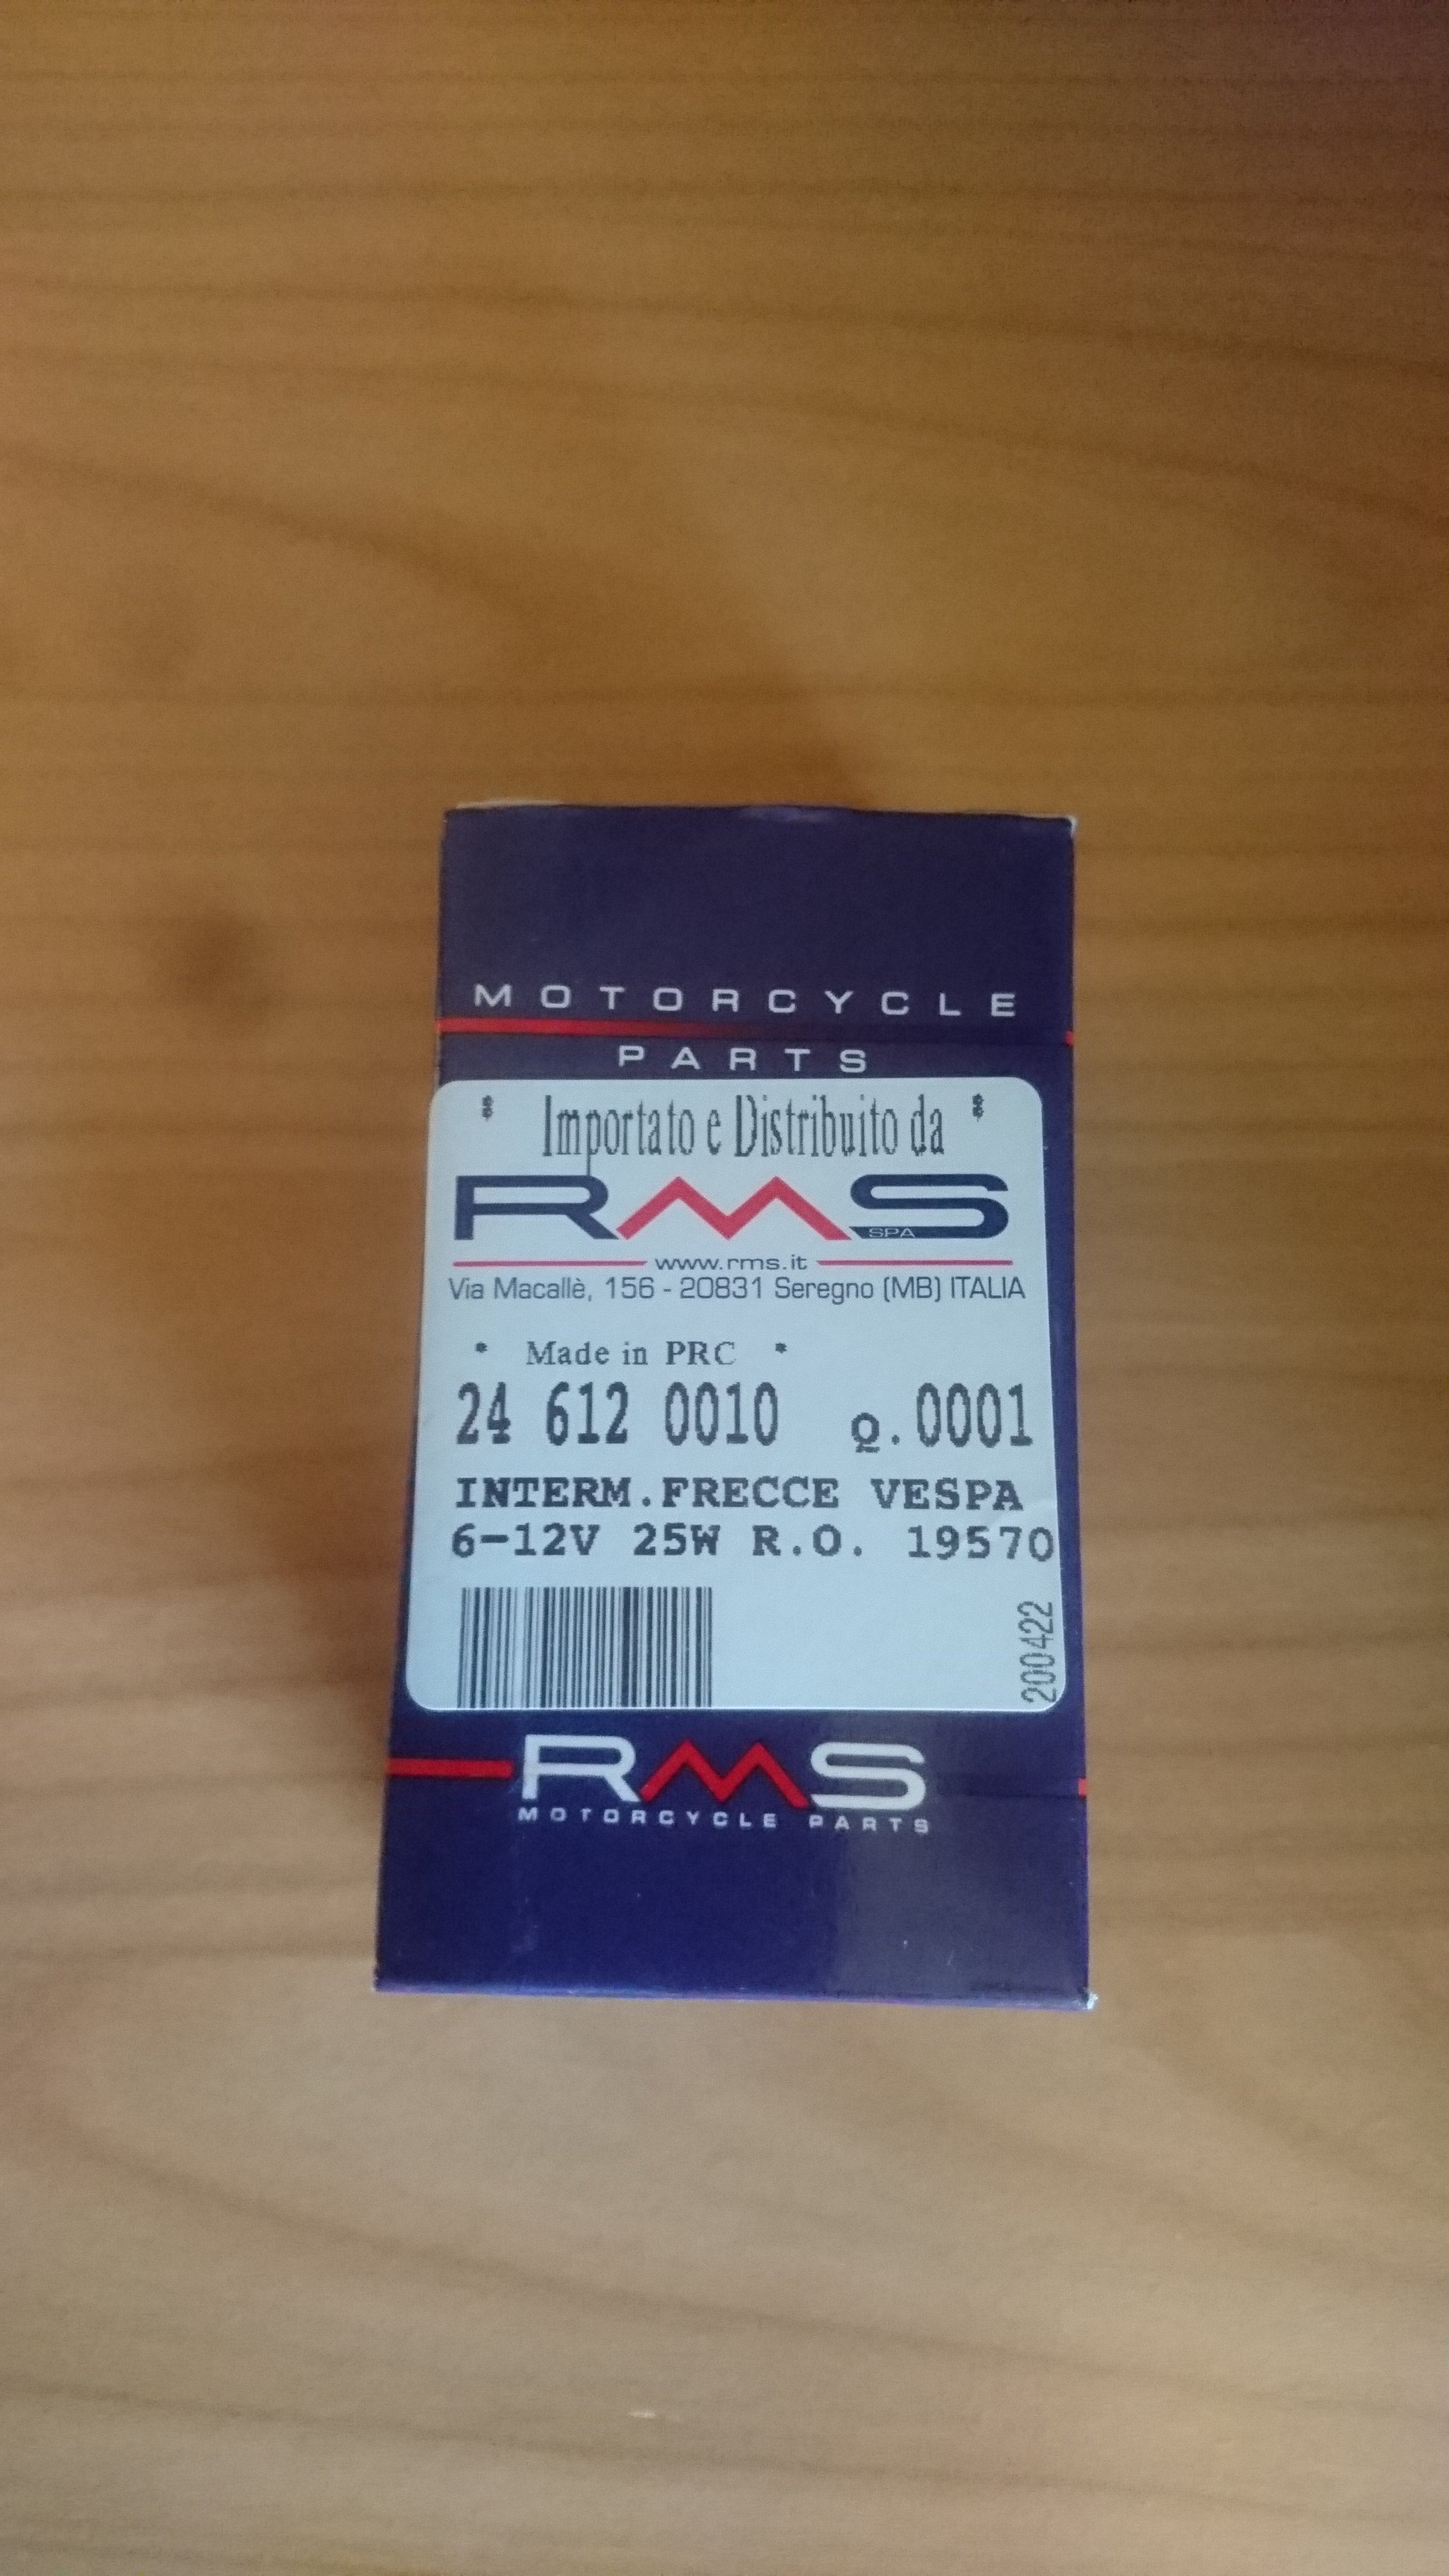 MOTORCYCLE
PARTS
* Importato e Distribuito da *
RMS
SPA
www.rms.it
Via Macallè, 156 - 20831 Seregno (MB) ITALIA
* Made in PRC *
24 612 0010 Q.0001
INTERM.FRECCE VESPA
6-12V 25W R.O. 19570
200422
RMS
MOTORCYCLE PARTS